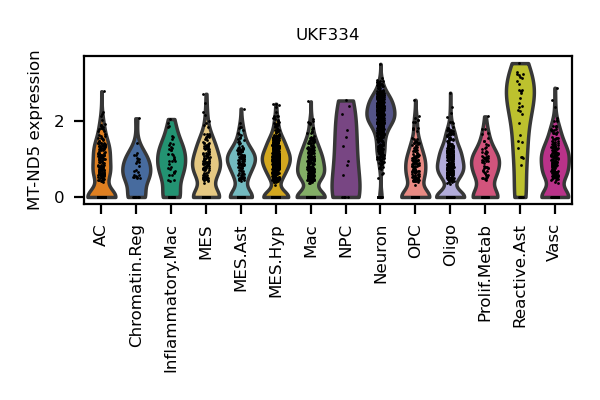 UKF334
MT-ND5 expression
2
0
AC
Chromatin.Reg
Inflammatory.Mac
MES
MES.Ast
MES.Hyp
Mac
NPC
Neuron
OPC
Oligo
Prolif.Metab
Reactive.Ast
Vasc